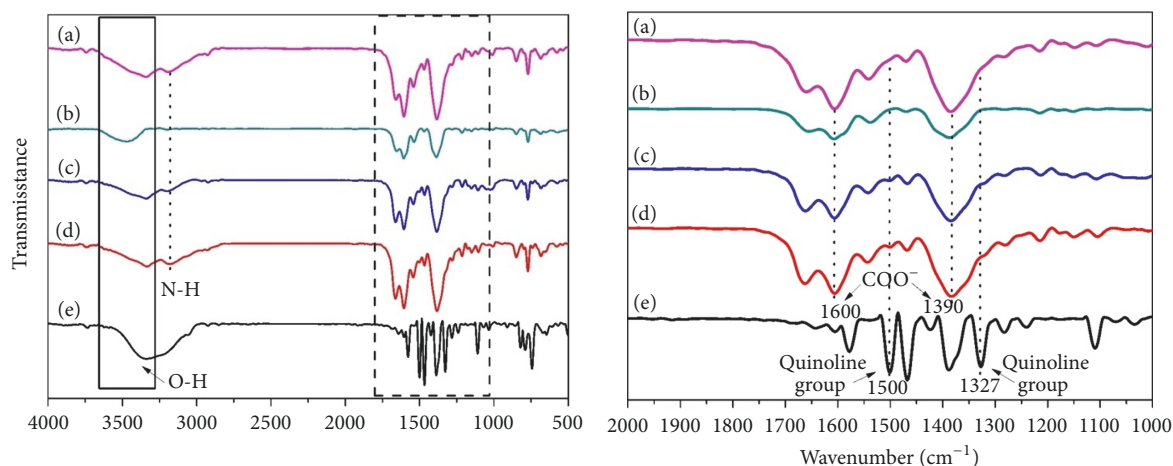 Transmisstance
(a)
(b)
(c)
(d)
N-H
(e)
O-H
4000 3500 3000 2500 2000 1500 1000 500
(a)
(b)
(c)
(d)
COO⁻
1600 1390
(e)
Quinoline group
1500
1327
Quinoline group
2000 1900 1800 1700 1600 1500 1400 1300 1200 1100 1000
Wavenumber (cm⁻¹)